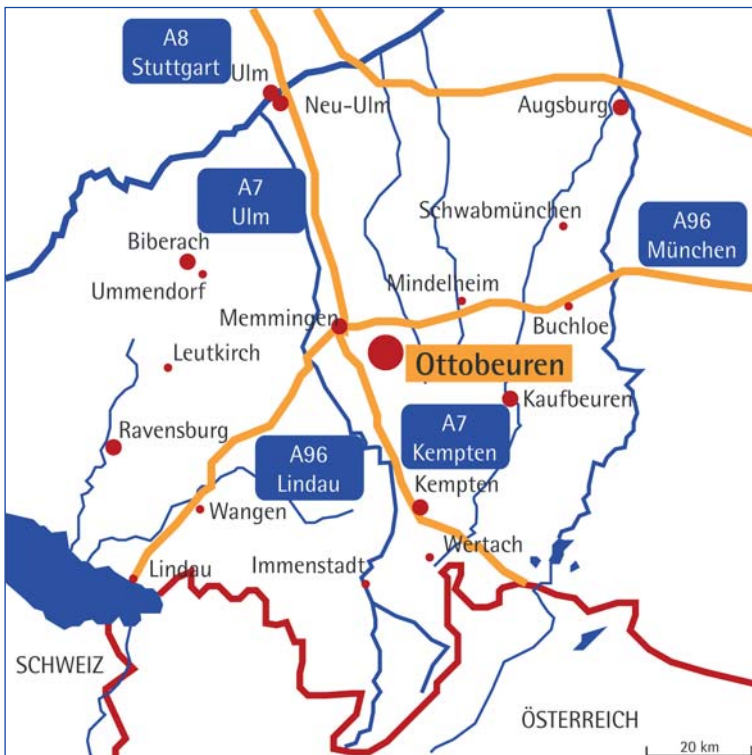 A8
Stuttgart
Ulm
Neu-Ulm
Augsburg
A7
Ulm
Schwabmünchen
A96
München
Biberach
Ummendorf
Mindelheim
Memmingen
Buchloe
Leutkirch
Ottobeuren
Kaufbeuren
Ravensburg
A7
Kempten
A96
Lindau
Kempten
Wangen
Wertach
Lindau
Immenstadt
SCHWEIZ
ÖSTERREICH
20 km